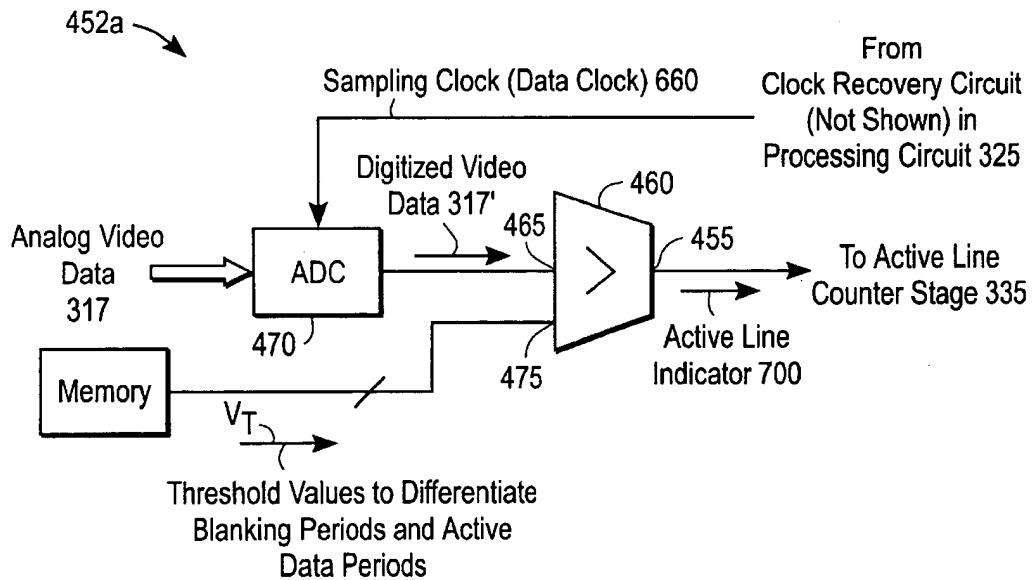 452a
From
Clock Recovery Circuit
(Not Shown) in
Processing Circuit 325
Sampling Clock (Data Clock) 660
Digitized Video
Data 317'
460
465
455
Analog Video
Data
317
ADC
470
>
To Active Line
Counter Stage 335
475
Active Line
Indicator 700
Memory
VT
Threshold Values to Differentiate
Blanking Periods and Active
Data Periods